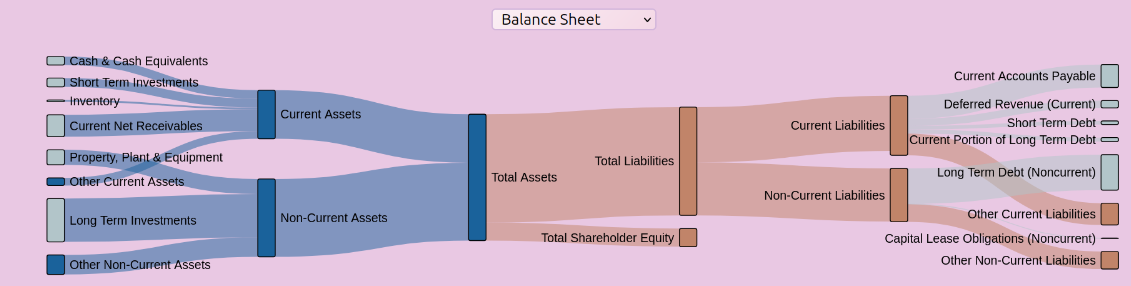 Balance Sheet
Cash & Cash Equivalents
Short Term Investments
Inventory
Current Net Receivables
Property, Plant & Equipment
Other Current Assets
Long Term Investments
Other Non-Current Assets
Current Assets
Non-Current Assets
Total Assets
Total Liabilities
Total Shareholder Equity
Current Liabilities
Non-Current Liabilities
Current Accounts Payable
Deferred Revenue (Current)
Short Term Debt
Current Portion of Long Term Debt
Long Term Debt (Noncurrent)
Other Current Liabilities
Capital Lease Obligations (Noncurrent)
Other Non-Current Liabilities